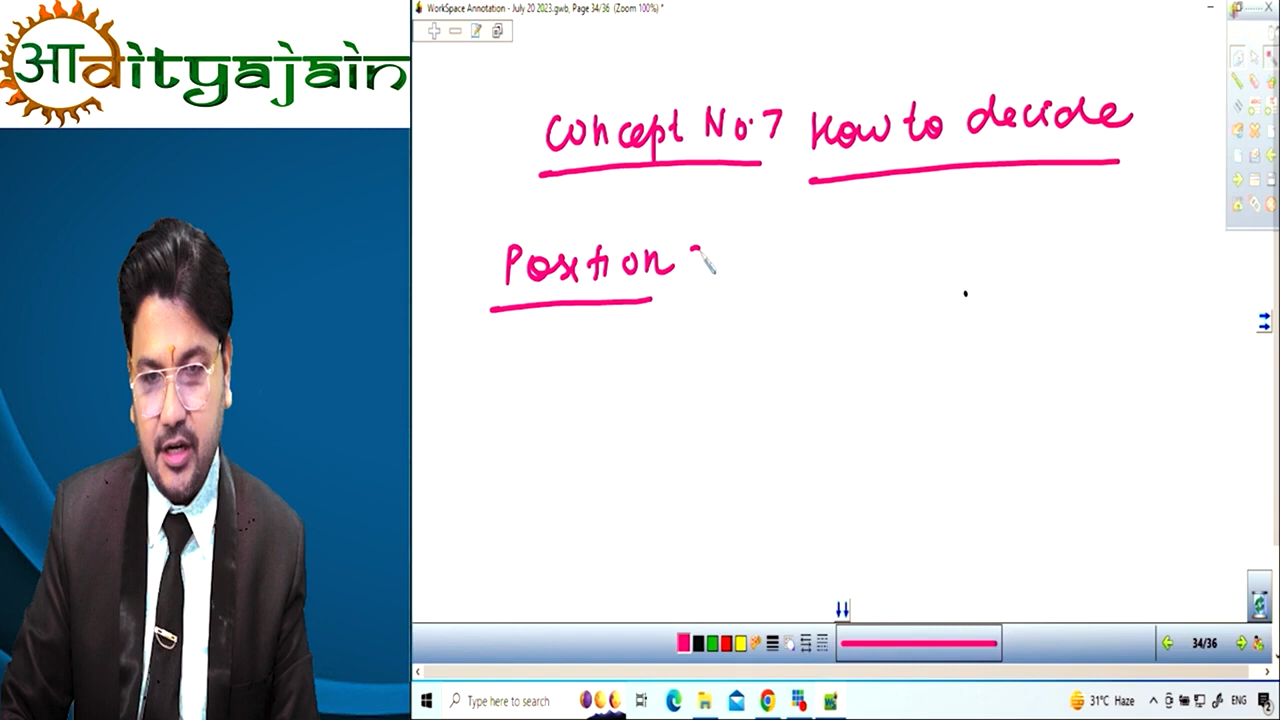 आdityajain
WorkSpace Annotation - July 20 2023.gwb, Page 34/36 (Zoom 100%) *
Concept No.7 How to decide
Position
34/36
Type here to search
31°C Haze
ENG